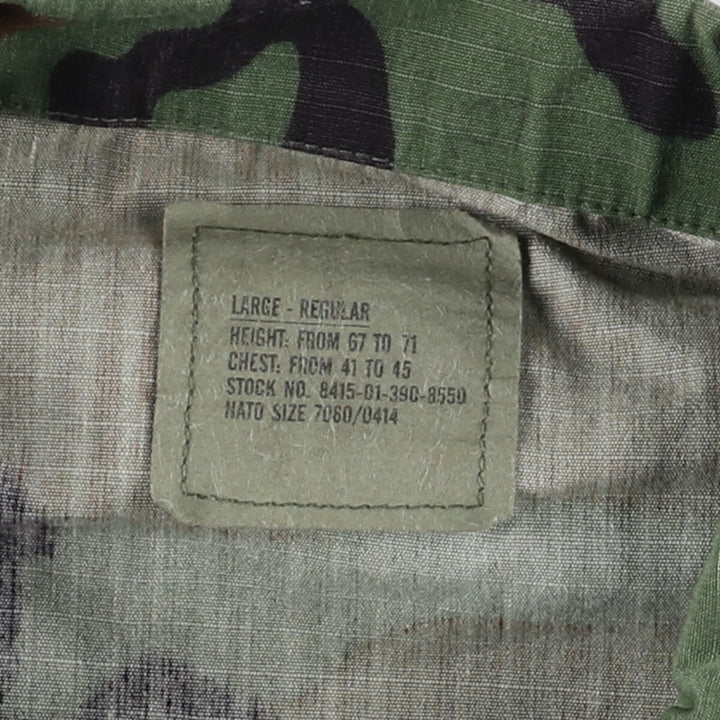 LARGE - REGULAR
HEIGHT: FROM 67 TO 71
CHEST: FROM 41 TO 45
STOCK NO. 8415-01-390-8550
NATO SIZE 7080/0414